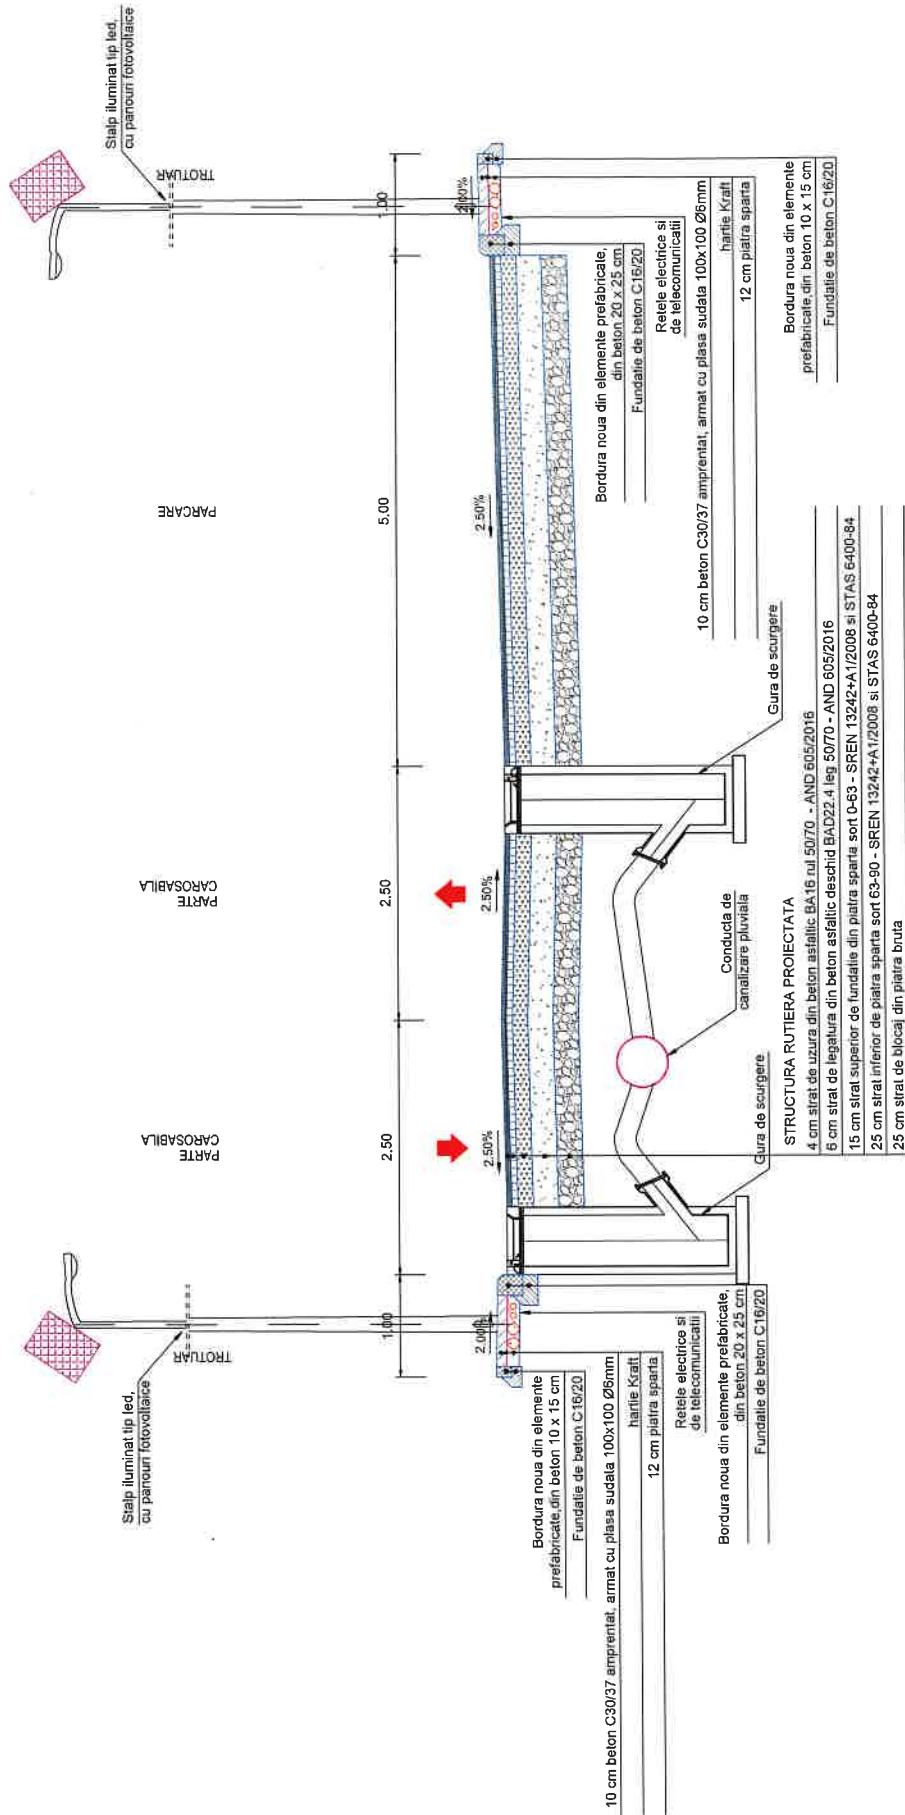 Stalp iluminat tip led,
cu panouri fotovoltaice
Stalp iluminat tip led,
cu panouri fotovoltaice
TROTUAR
PARTE
CAROSABILA
PARTE
CAROSABILA
PARCARE
TROTUAR
1.00
2.50
2.50
5.00
1.00
2.00%
2.50%
2.50%
2.50%
2.00%
Bordura noua din elemente
prefabricate,din beton 10 x 15 cm
Fundatie de beton C16/20
10 cm beton C30/37 amprentat, armat cu plasa sudata 100x100 Ø6mm
hartie Kraft
12 cm piatra sparta
Retele electrice si
de telecomunicatii
Bordura noua din elemente prefabricate,
din beton 20 x 25 cm
Fundatie de beton C16/20
Gura de scurgere
Conducta de
canalizare pluviala
Gura de scurgere
STRUCTURA RUTIERA PROIECTATA
4 cm strat de uzura din beton asfaltic BA16 rul 50/70 - AND 605/2016
6 cm strat de legatura din beton asfaltic deschid BAD22.4 leg 50/70 - AND 605/2016
15 cm strat superior de fundatie din piatra sparta sort 0-63 - SREN 13242+A1/2008 si STAS 6400-84
25 cm strat inferior de piatra sparta sort 63-90 - SREN 13242+A1/2008 si STAS 6400-84
25 cm strat de blocaj din piatra bruta
Bordura noua din elemente prefabricate,
din beton 20 x 25 cm
Fundatie de beton C16/20
Retele electrice si
de telecomunicatii
10 cm beton C30/37 amprentat, armat cu plasa sudata 100x100 Ø6mm
hartie Kraft
12 cm piatra sparta
Bordura noua din elemente
prefabricate,din beton 10 x 15 cm
Fundatie de beton C16/20